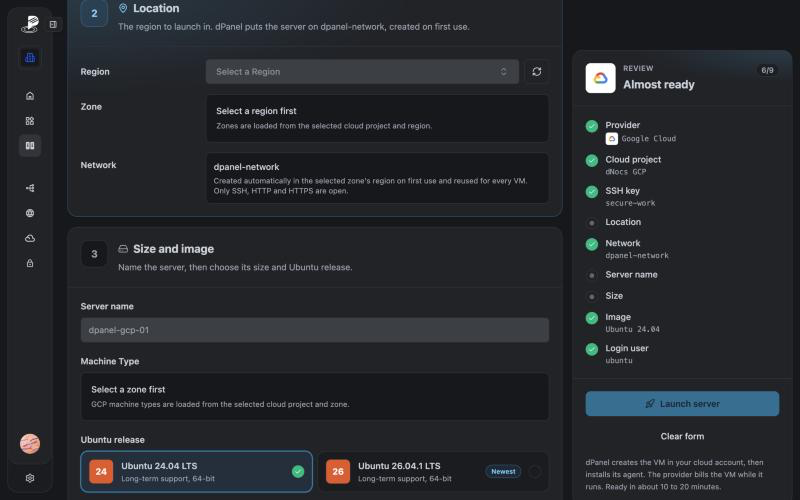 2
Location
The region to launch in. dPanel puts the server on dpanel-network, created on first use.
Region
Select a Region
Zone
Select a region first
Zones are loaded from the selected cloud project and region.
Network
dpanel-network
Created automatically in the selected zone's region on first use and reused for every VM.
Only SSH, HTTP and HTTPS are open.
3
Size and image
Name the server, then choose its size and Ubuntu release.
Server name
dpanel-gcp-01
Machine Type
Select a zone first
GCP machine types are loaded from the selected cloud project and zone.
Ubuntu release
24
Ubuntu 24.04 LTS
Long-term support, 64-bit
26
Ubuntu 26.04.1 LTS
Long-term support, 64-bit
Newest
REVIEW
Almost ready
6/9
Provider
Google Cloud
Cloud project
dNocs GCP
SSH key
secure-work
Location
Network
dpanel-network
Server name
Size
Image
Ubuntu 24.04
Login user
ubuntu
Launch server
Clear form
dPanel creates the VM in your cloud account, then
installs its agent. The provider bills the VM while it
runs. Ready in about 10 to 20 minutes.